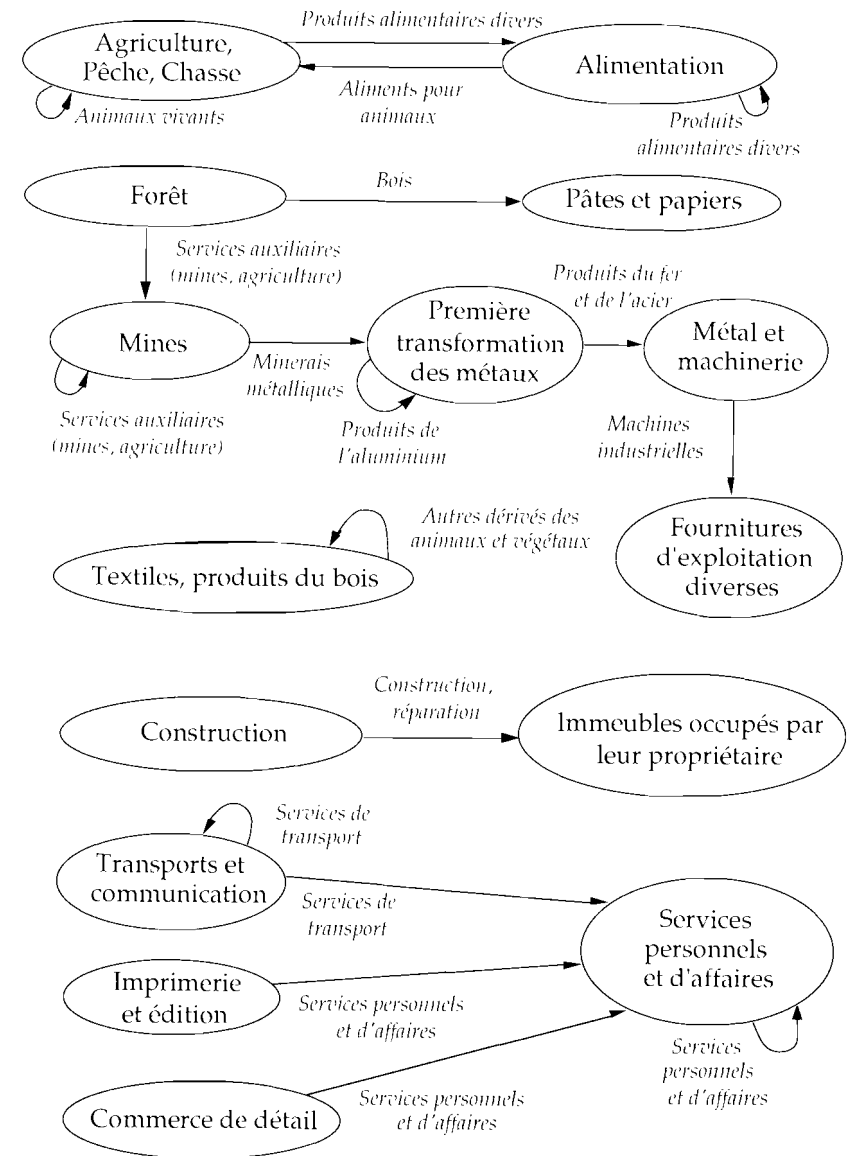 Produits alimentaires divers
Agriculture,
Pêche, Chasse
Alimentation
Aliments pour
animaux
Animaux vivants
Produits
alimentaires divers
Forêt
Bois
Pâtes et papiers
Services auxiliaires
(mines, agriculture)
Produits du fer
et de l'acier
Mines
Minerais
métalliques
Première
transformation
des métaux
Métal et
machinerie
Services auxiliaires
(mines, agriculture)
Produits de
l'aluminium
Machines
industrielles
Autres dérivés des
animaux et végétaux
Textiles, produits du bois
Fournitures
d'exploitation
diverses
Construction,
réparation
Construction
Immeubles occupés par
leur propriétaire
Services de
transport
Transports et
communication
Services de
transport
Services
personnels
et d'affaires
Imprimerie
et édition
Services personnels
et d'affaires
Services
personnels
et d'affaires
Commerce de détail
Services personnels
et d'affaires